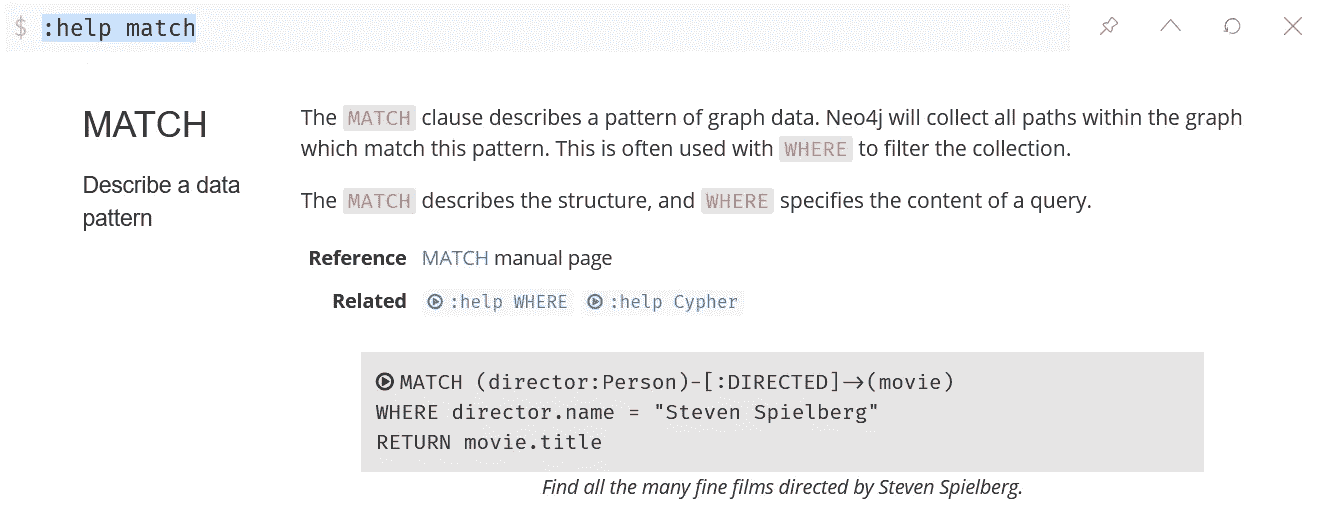 $ :help match
MATCH
Describe a data
pattern
The MATCH clause describes a pattern of graph data. Neo4j will collect all paths within the graph
which match this pattern. This is often used with WHERE to filter the collection.
The MATCH describes the structure, and WHERE specifies the content of a query.
Reference MATCH manual page
Related :help WHERE :help Cypher
MATCH (director:Person)-[:DIRECTED]->(movie)
WHERE director.name = "Steven Spielberg"
RETURN movie.title
Find all the many fine films directed by Steven Spielberg.